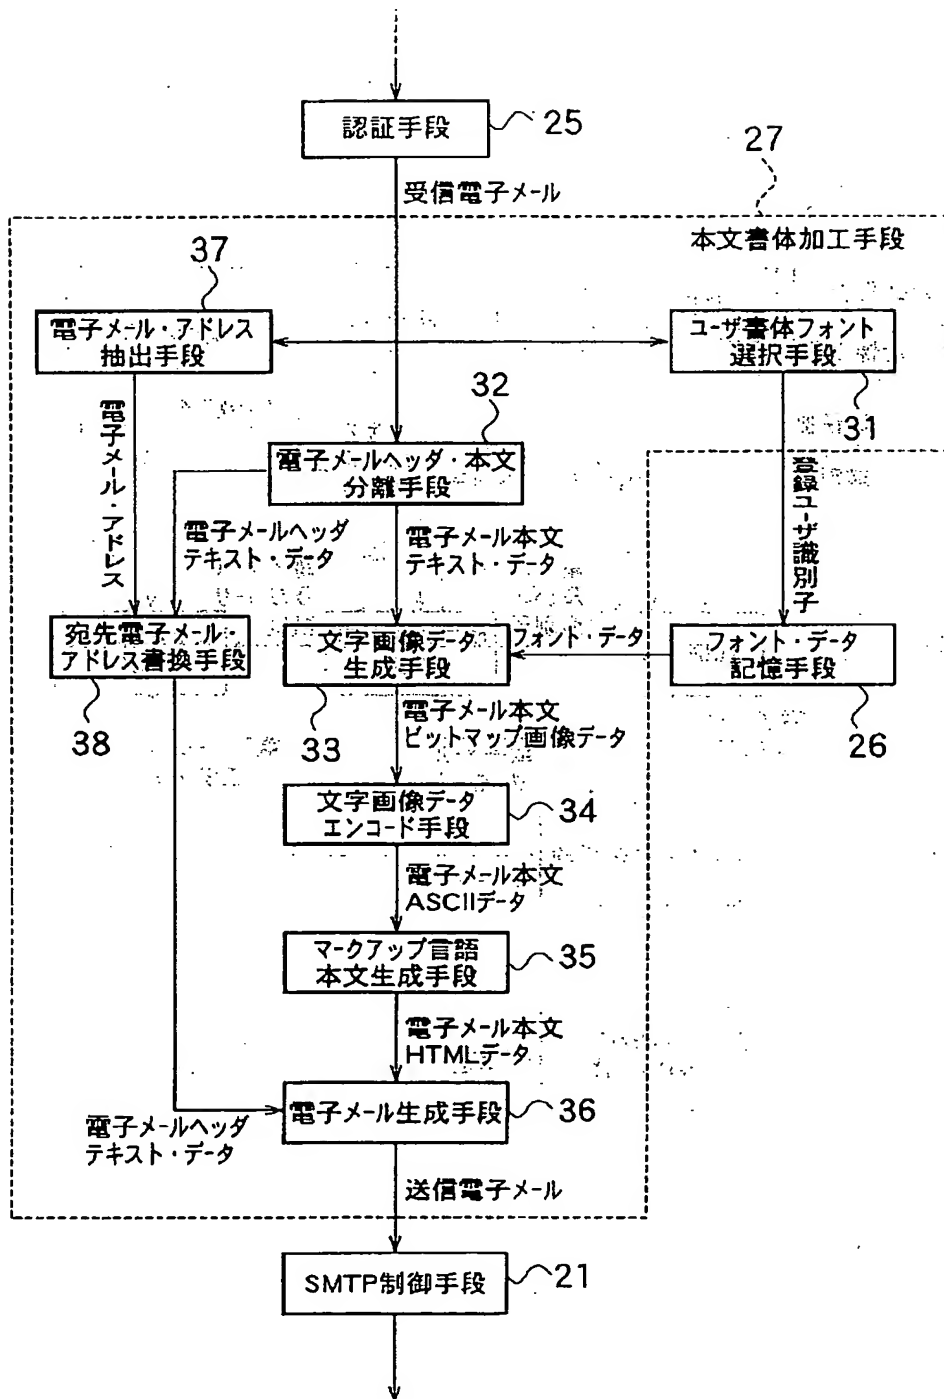 認証手段
25
受信電子メール
27
本文書体加工手段
37
電子メール・アドレス
抽出手段
ユーザ書体フォント
選択手段
31
32
電子メールヘッダ・本文
分離手段
電子メール・アドレス
登録ユーザ識別子
電子メールヘッダ
テキスト・データ
電子メール本文
テキスト・データ
宛先電子メール・
アドレス書換手段
38
文字画像データ
生成手段
33
フォント・データ
フォント・データ
記憶手段
26
電子メール本文
ビットマップ画像データ
文字画像データ
エンコード手段
34
電子メール本文
ASCIIデータ
マークアップ言語
本文生成手段
35
電子メール本文
HTMLデータ
電子メール生成手段
36
電子メールヘッダ
テキスト・データ
送信電子メール
SMTP制御手段
21